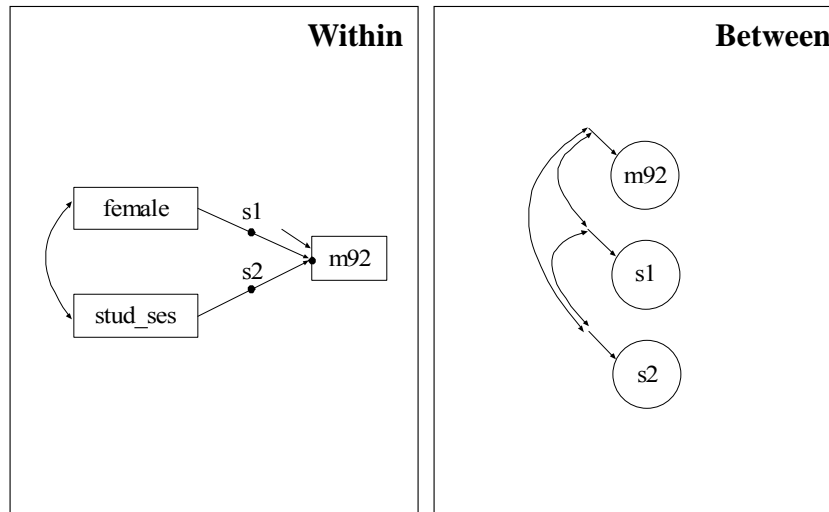 Within
female
s1
m92
s2
stud_ses
Between
m92
s1
s2